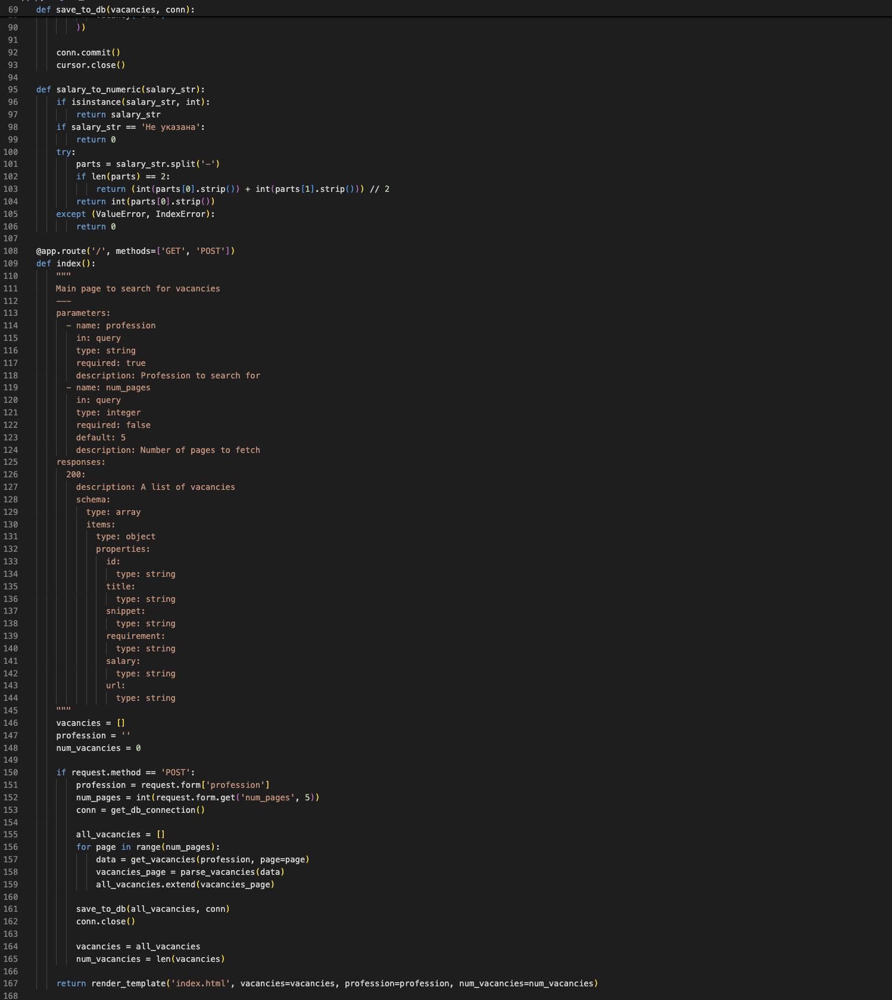 69 def save_to_db(vacancies, conn):
90 ))
91
92 conn.commit()
93 cursor.close()
94
95 def salary_to_numeric(salary_str):
96 if isinstance(salary_str, int):
97 return salary_str
98 if salary_str == 'Не указана':
99 return 0
100 try:
101 parts = salary_str.split('-')
102 if len(parts) == 2:
103 return (int(parts[0].strip()) + int(parts[1].strip())) // 2
104 return int(parts[0].strip())
105 except (ValueError, IndexError):
106 return 0
107
108 @app.route('/', methods=['GET', 'POST'])
109 def index():
110 """
111 Main page to search for vacancies
112 ---
113 parameters:
114 - name: profession
115 in: query
116 type: string
117 required: true
118 description: Profession to search for
119 - name: num_pages
120 in: query
121 type: integer
122 required: false
123 default: 5
124 description: Number of pages to fetch
125 responses:
126 200:
127 description: A list of vacancies
128 schema:
129 type: array
130 items:
131 type: object
132 properties:
133 id:
134 type: string
135 title:
136 type: string
137 snippet:
138 type: string
139 requirement:
140 type: string
141 salary:
142 type: string
143 url:
144 type: string
145 """
146 vacancies = []
147 profession = ''
148 num_vacancies = 0
149
150 if request.method == 'POST':
151 profession = request.form['profession']
152 num_pages = int(request.form.get('num_pages', 5))
153 conn = get_db_connection()
154
155 all_vacancies = []
156 for page in range(num_pages):
157 data = get_vacancies(profession, page=page)
158 vacancies_page = parse_vacancies(data)
159 all_vacancies.extend(vacancies_page)
160
161 save_to_db(all_vacancies, conn)
162 conn.close()
163
164 vacancies = all_vacancies
165 num_vacancies = len(vacancies)
166
167 return render_template('index.html', vacancies=vacancies, profession=profession, num_vacancies=num_vacancies)
168